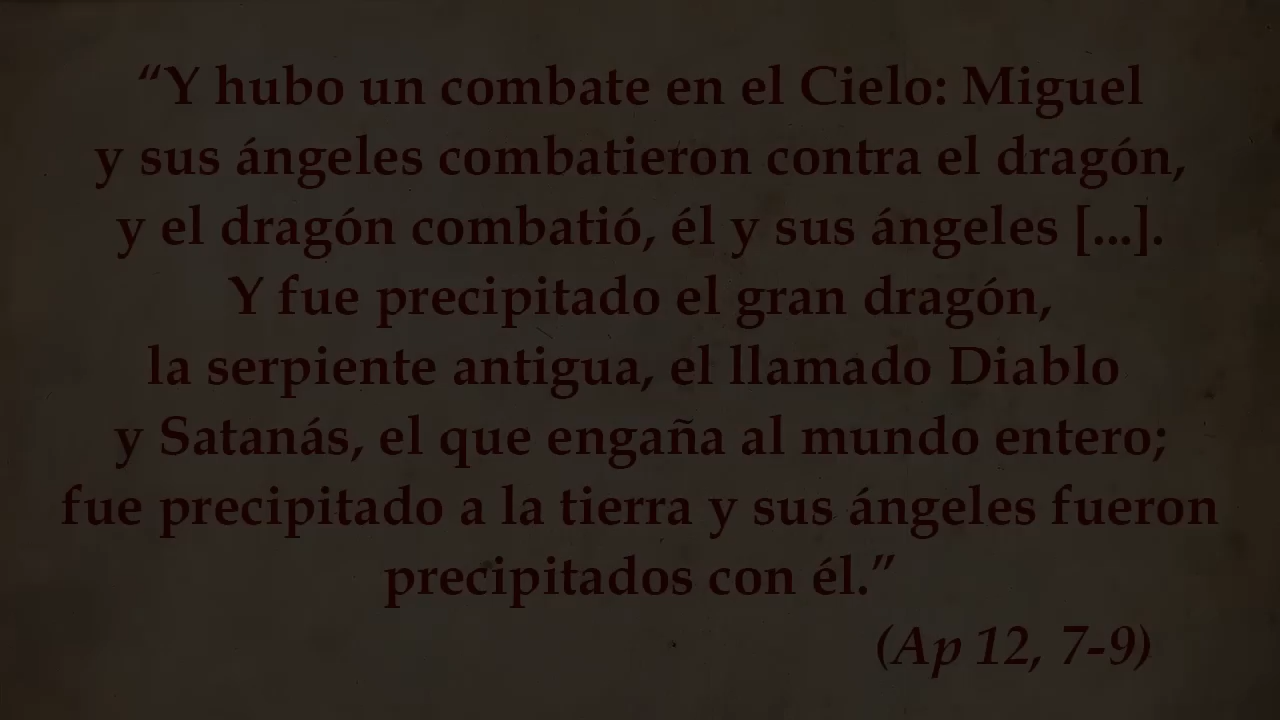 “Y hubo un combate en el Cielo: Miguel
y sus ángeles combatieron contra el dragón,
y el dragón combatió, él y sus ángeles [...].
Y fue precipitado el gran dragón,
la serpiente antigua, el llamado Diablo
y Satanás, el que engaña al mundo entero;
fue precipitado a la tierra y sus ángeles fueron
precipitados con él.”
(Ap 12, 7-9)